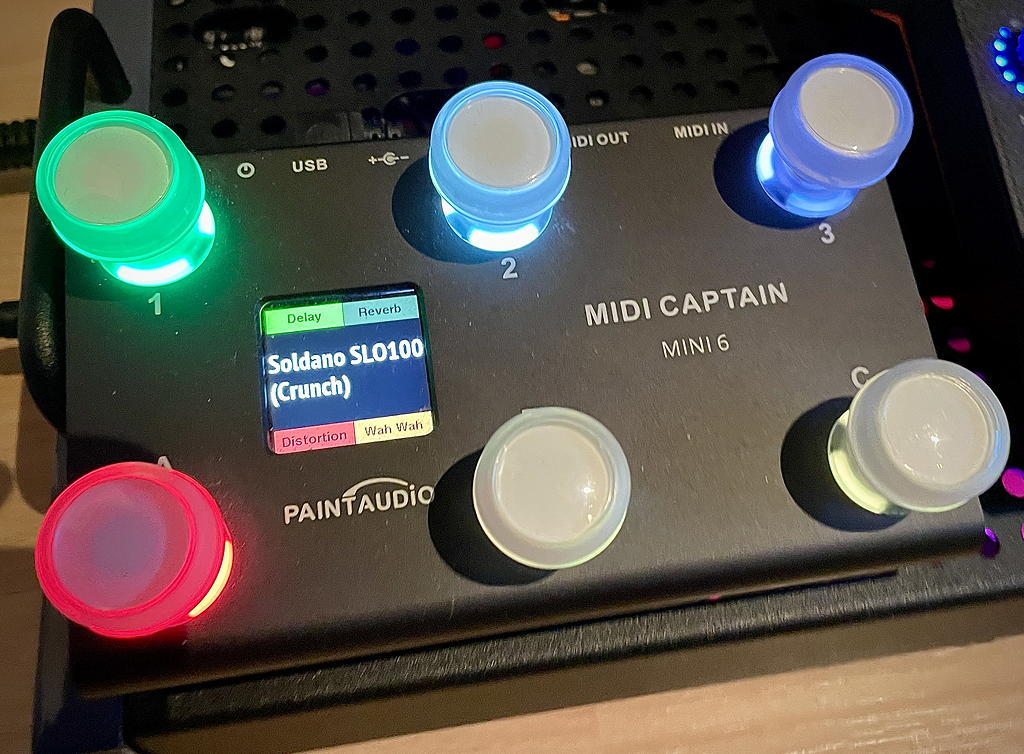 USB
MIDI OUT
MIDI IN
1
2
3
Delay
Reverb
Soldano SLO100
(Crunch)
Distortion
Wah Wah
MIDI CAPTAIN
MINI 6
A
C
PAINTAUDIO